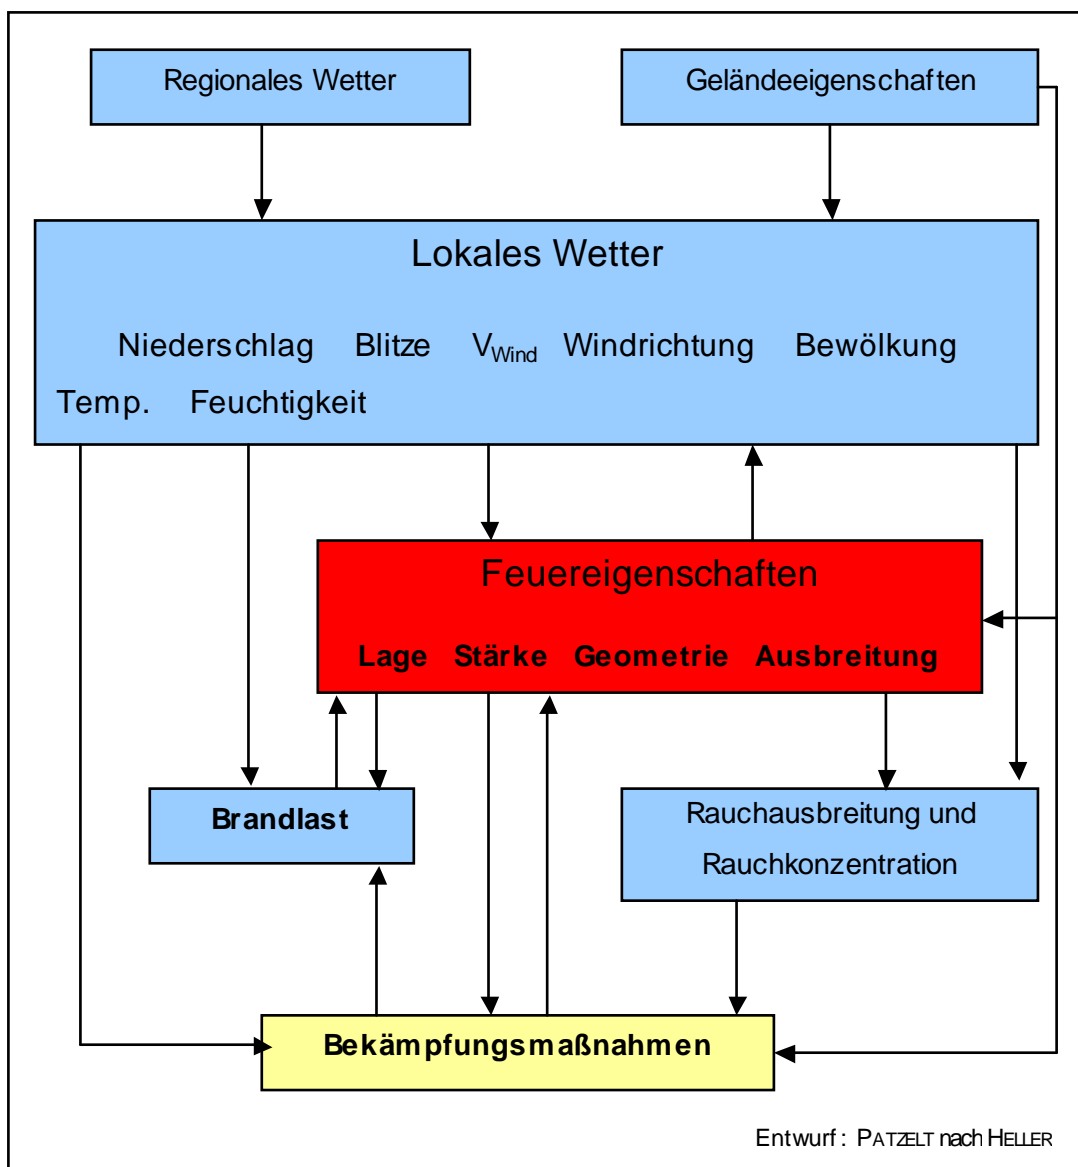 Regionales Wetter
Geländeeigenschaften
Lokales Wetter
Niederschlag Blitze VWind Windrichtung Bewölkung
Temp. Feuchtigkeit
Feuereigenschaften
Lage Stärke Geometrie Ausbreitung
Brandlast
Rauchausbreitung und
Rauchkonzentration
Bekämpfungsmaßnahmen
Entwurf: PATZELT nach HELLER